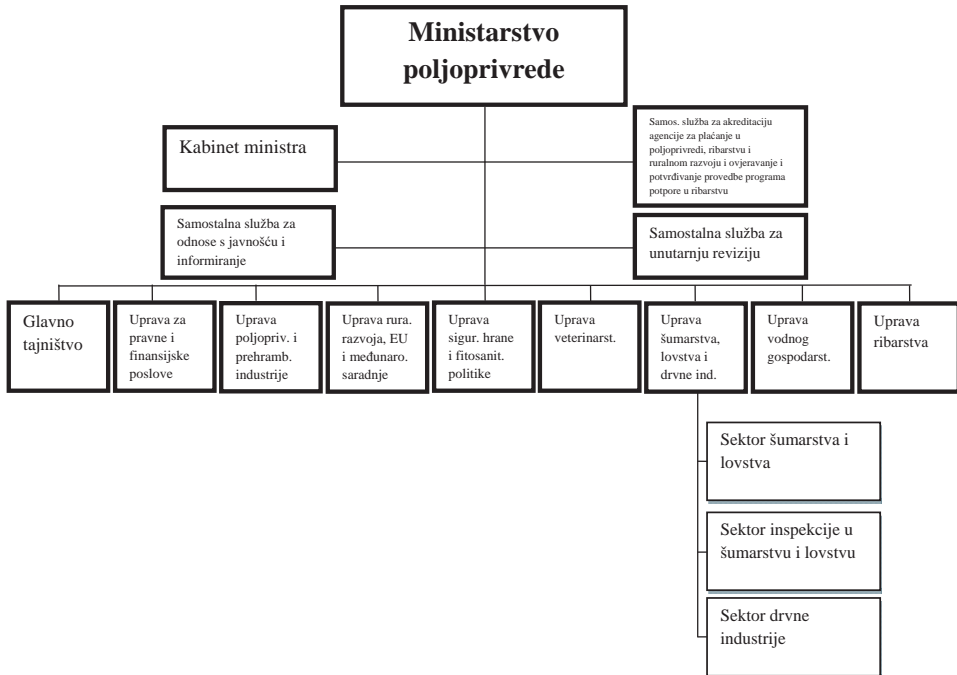 Ministarstvo
poljoprivrede
Kabinet ministra
Samos. služba za akreditaciju
agencije za plaćanje u
poljoprivredi, ribarstvu i
ruralnom razvoju i ovjeravanje i
potvrđivanje provedbe programa
potpore u ribarstvu
Samostalna služba za
odnose s javnošću i
informiranje
Samostalna služba za
unutarnju reviziju
Glavno
tajništvo
Uprava za
pravne i
finansijske
poslove
Uprava
poljopriv. i
prehramb.
industrije
Uprava rura.
razvoja, EU
i međunaro.
saradnje
Uprava
sigur. hrane
i fitosanit.
politike
Uprava
veterinarst.
Uprava
šumarstva,
lovstva i
drvne ind.
Uprava
vodnog
gospodarst.
Uprava
ribarstva
Sektor šumarstva i
lovstva
Sektor inspekcije u
šumarstvu i lovstvu
Sektor drvne
industrije